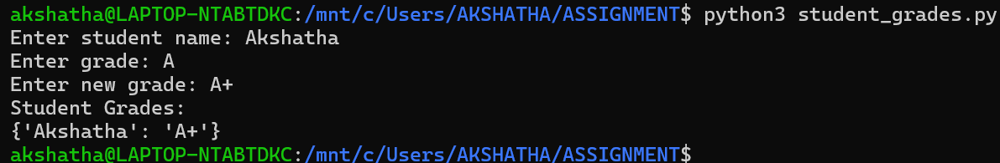 akshatha@LAPTOP-NTABTDKC:/mnt/c/Users/AKSHATHA/ASSIGNMENT$ python3 student_grades.py
Enter student name: Akshatha
Enter grade: A
Enter new grade: A+
Student Grades:
{'Akshatha': 'A+'}
akshatha@LAPTOP-NTABTDKC:/mnt/c/Users/AKSHATHA/ASSIGNMENT$